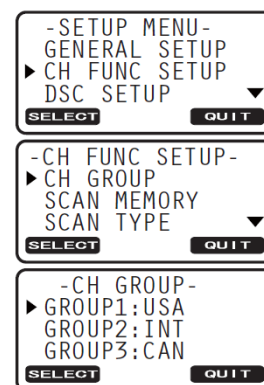 -SETUP MENU-
GENERAL SETUP
CH FUNC SETUP
DSC SETUP
SELECT QUIT
-CH FUNC SETUP-
CH GROUP
SCAN MEMORY
SCAN TYPE
SELECT QUIT
-CH GROUP-
GROUP1:USA
GROUP2:INT
GROUP3:CAN
SELECT QUIT